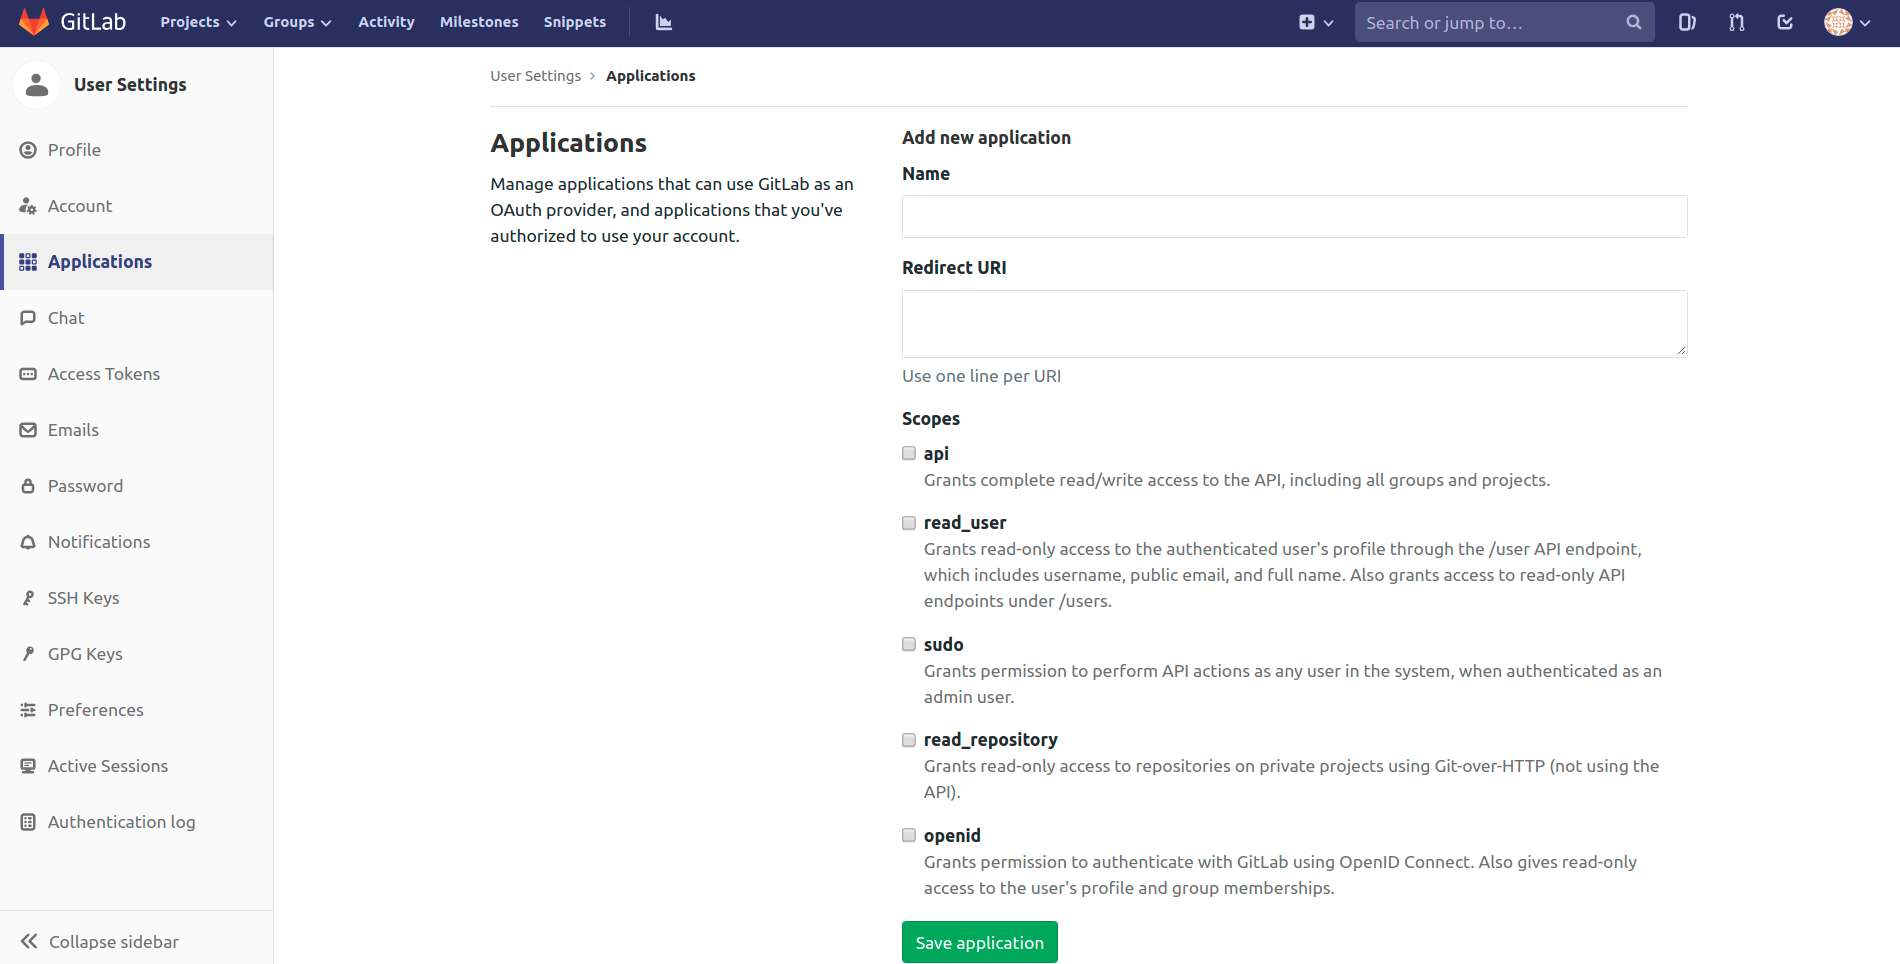 GitLab
Projects
Groups
Activity
Milestones
Snippets
Search or jump to...
User Settings
Profile
Account
Applications
Chat
Access Tokens
Emails
Password
Notifications
SSH Keys
GPG Keys
Preferences
Active Sessions
Authentication log
Collapse sidebar
User Settings › Applications
Applications
Manage applications that can use GitLab as an
OAuth provider, and applications that you've
authorized to use your account.
Add new application
Name
Redirect URI
Use one line per URI
Scopes
api
Grants complete read/write access to the API, including all groups and projects.
read_user
Grants read-only access to the authenticated user's profile through the /user API endpoint,
which includes username, public email, and full name. Also grants access to read-only API
endpoints under /users.
sudo
Grants permission to perform API actions as any user in the system, when authenticated as an
admin user.
read_repository
Grants read-only access to repositories on private projects using Git-over-HTTP (not using the
API).
openid
Grants permission to authenticate with GitLab using OpenID Connect. Also gives read-only
access to the user's profile and group memberships.
Save application